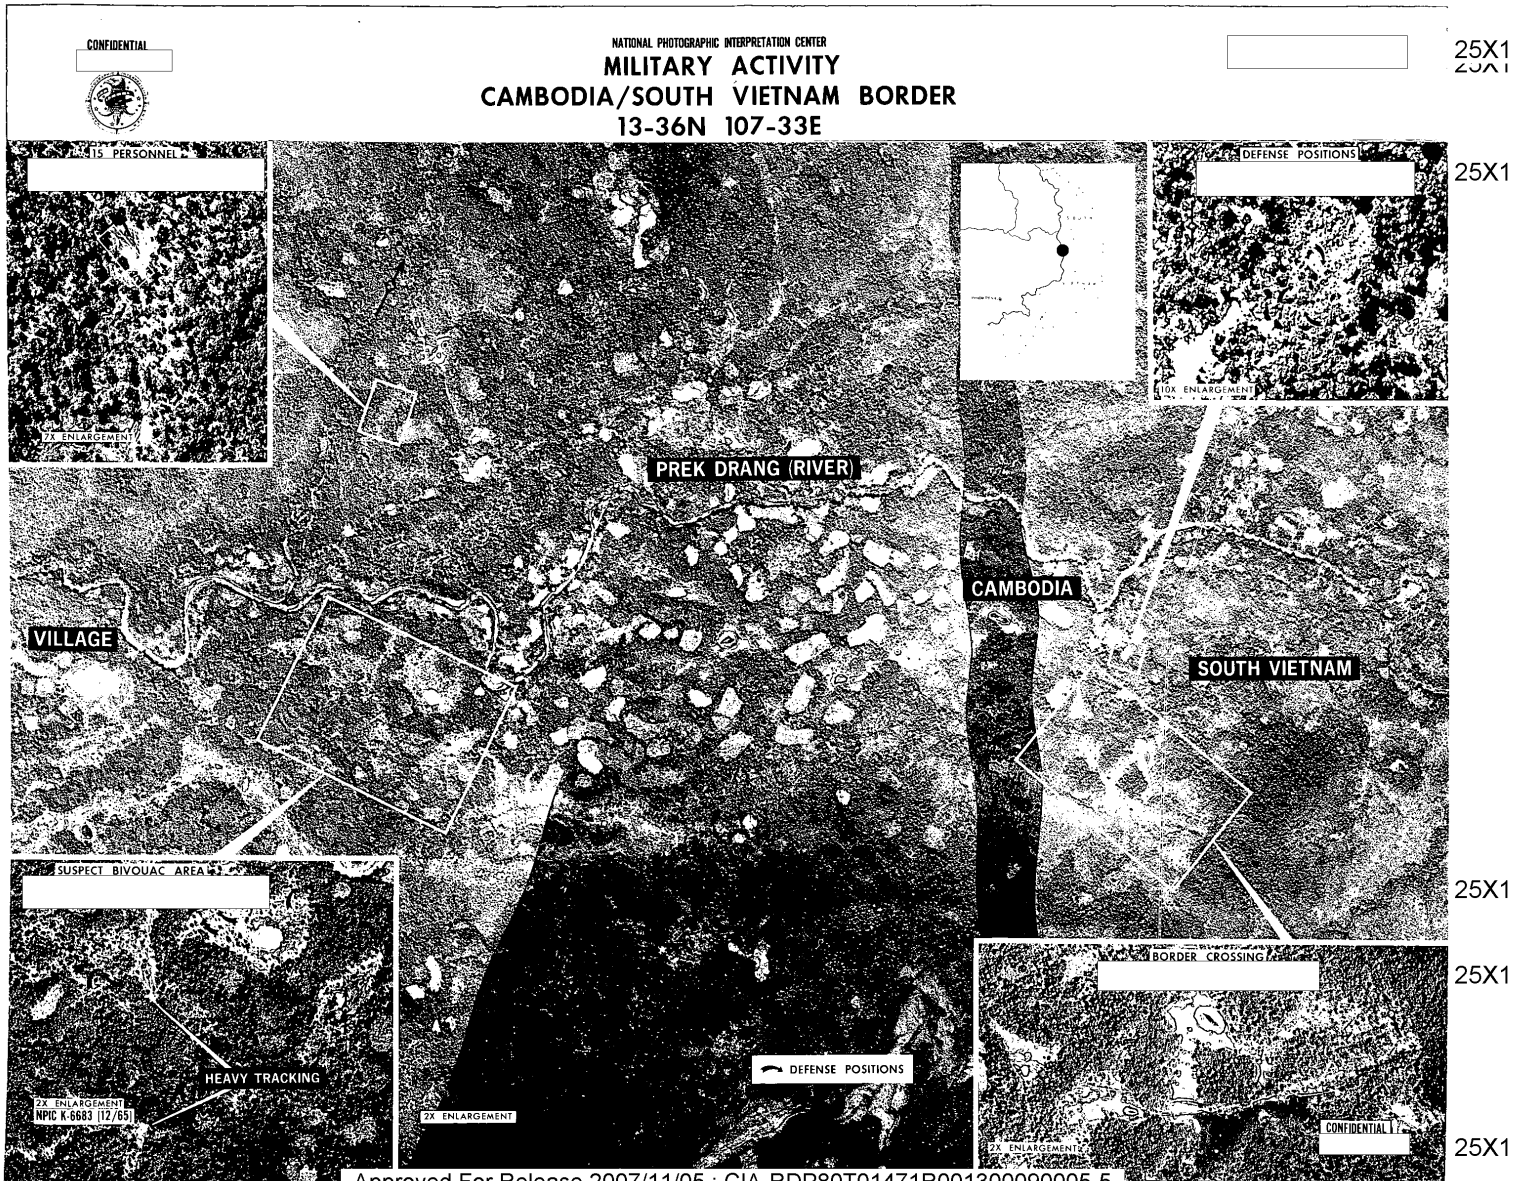 CONFIDENTIAL
NATIONAL PHOTOGRAPHIC INTERPRETATION CENTER
MILITARY ACTIVITY
CAMBODIA/SOUTH VIETNAM BORDER
13-36N 107-33E
25X1
25X1
15 PERSONNEL
7X ENLARGEMENT
SOUTH
DEFENSE POSITIONS
10X ENLARGEMENT
25X1
PREK DRANG (RIVER)
CAMBODIA
VILLAGE
SOUTH VIETNAM
SUSPECT BIVOUAC AREA
25X1
HEAVY TRACKING
2X ENLARGEMENT
NPIC K-6683 (12/65)
DEFENSE POSITIONS
2X ENLARGEMENT
BORDER CROSSING
25X1
2X ENLARGEMENT
CONFIDENTIAL
25X1
Approved For Release 2007/11/05 : CIA-RDP80T01471R001300090005-5